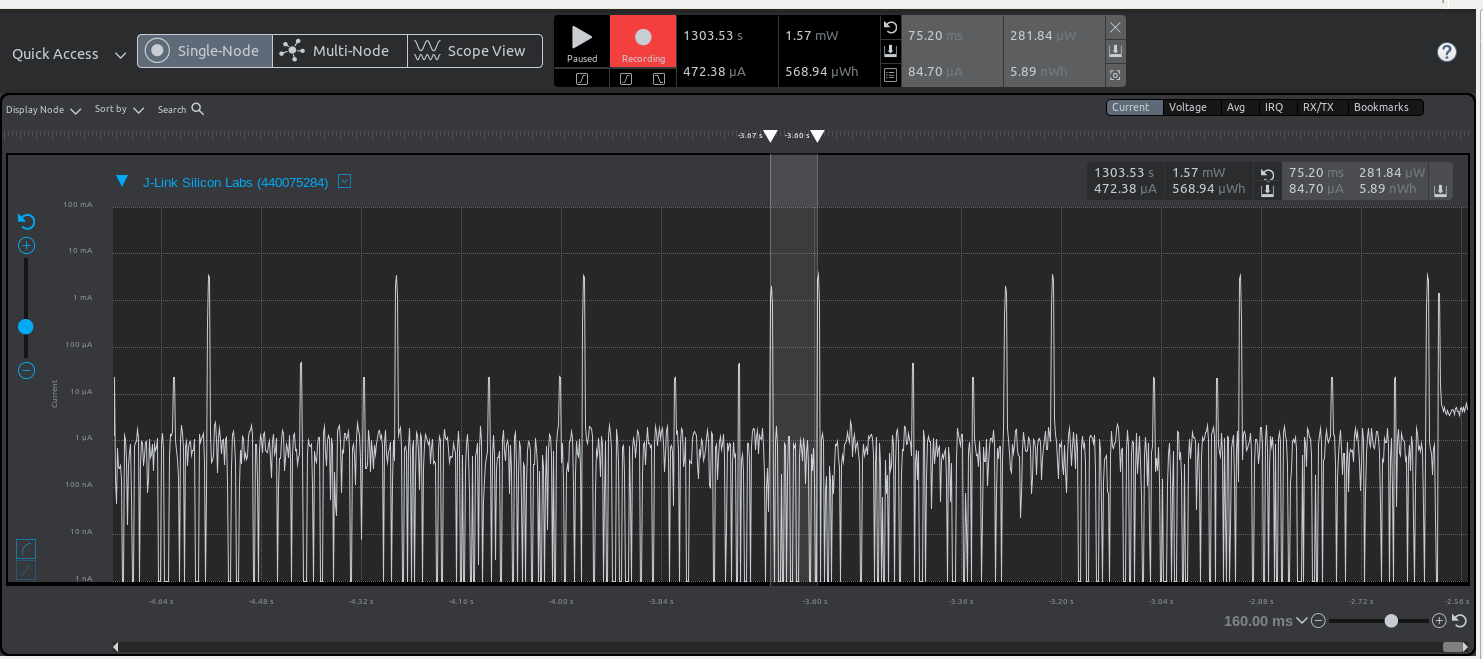 Quick Access
Single-Node
Multi-Node
Scope View
Paused
Recording
1303.53 s
1.57 mW
472.38 µA
568.94 µWh
75.20 ms
281.84 µW
84.70 µA
5.89 nWh
?
Display Node
Sort by
Search
Current
Voltage
Avg
IRQ
RX/TX
Bookmarks
-3.67 s
-3.60 s
J-Link Silicon Labs (440075284)
1303.53 s
1.57 mW
75.20 ms
281.84 µW
472.38 µA
568.94 µWh
84.70 µA
5.89 nWh
100 mA
10 mA
1 mA
100 µA
10 µA
1 µA
100 nA
10 nA
1 nA
Current
-4.64 s
-4.48 s
-4.32 s
-4.16 s
-4.00 s
-3.84 s
-3.60 s
-3.36 s
-3.20 s
-3.04 s
-2.88 s
-2.72 s
-2.56 s
160.00 ms